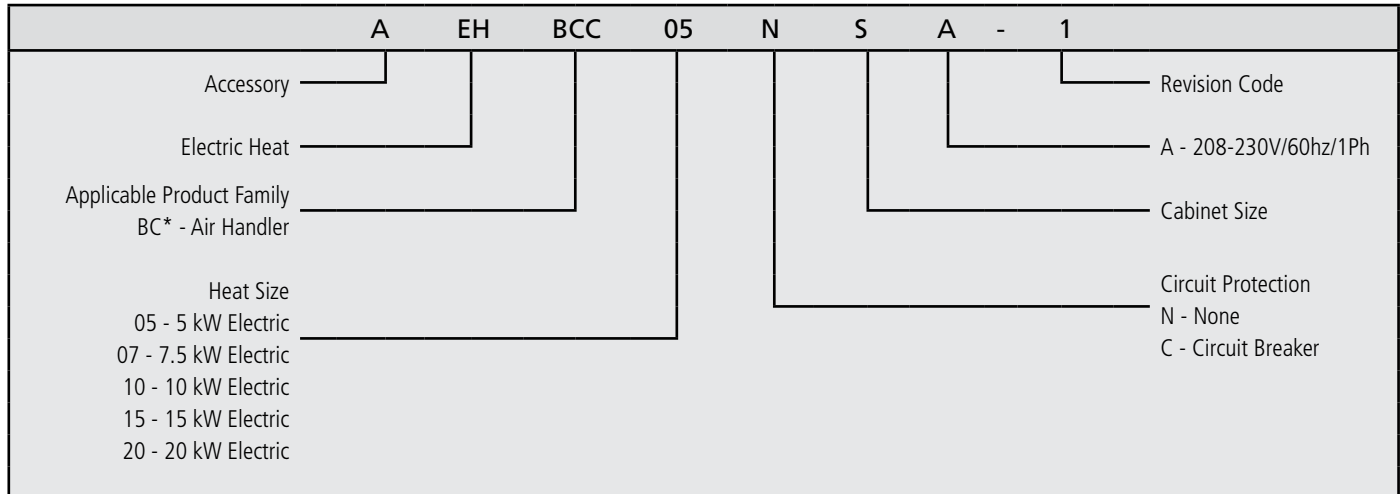 A EH BCC 05 N S A - 1
Accessory
Electric Heat
Applicable Product Family
BC* - Air Handler
Heat Size
05 - 5 kW Electric
07 - 7.5 kW Electric
10 - 10 kW Electric
15 - 15 kW Electric
20 - 20 kW Electric
Revision Code
A - 208-230V/60hz/1Ph
Cabinet Size
Circuit Protection
N - None
C - Circuit Breaker